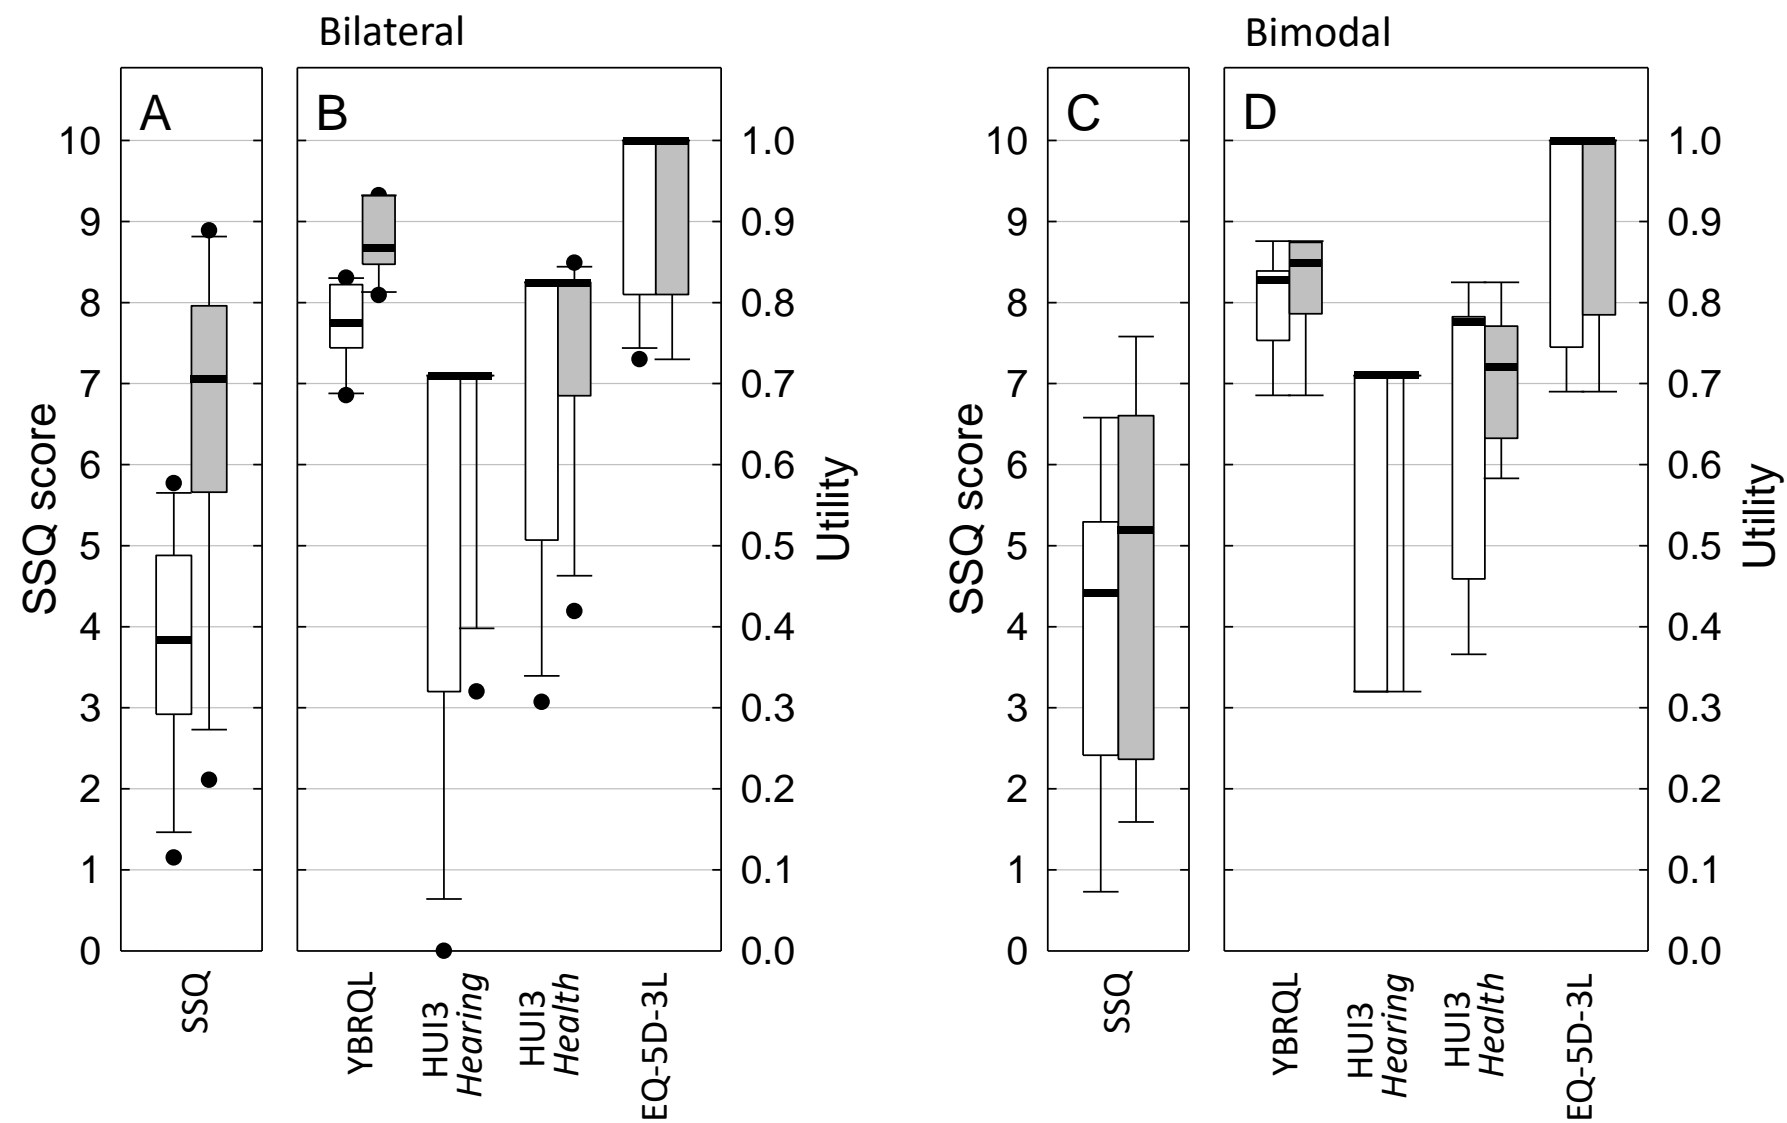 Bilateral
Bimodal
A
B
C
D
10
9
8
7
6
5
4
3
2
1
0
SSQ score
1.0
0.9
0.8
0.7
0.6
0.5
0.4
0.3
0.2
0.1
0.0
Utility
SSQ
YBRQL
HUI3
Hearing
HUI3
Health
EQ-5D-3L
10
9
8
7
6
5
4
3
2
1
0
SSQ score
1.0
0.9
0.8
0.7
0.6
0.5
0.4
0.3
0.2
0.1
0.0
Utility
SSQ
YBRQL
HUI3
Hearing
HUI3
Health
EQ-5D-3L